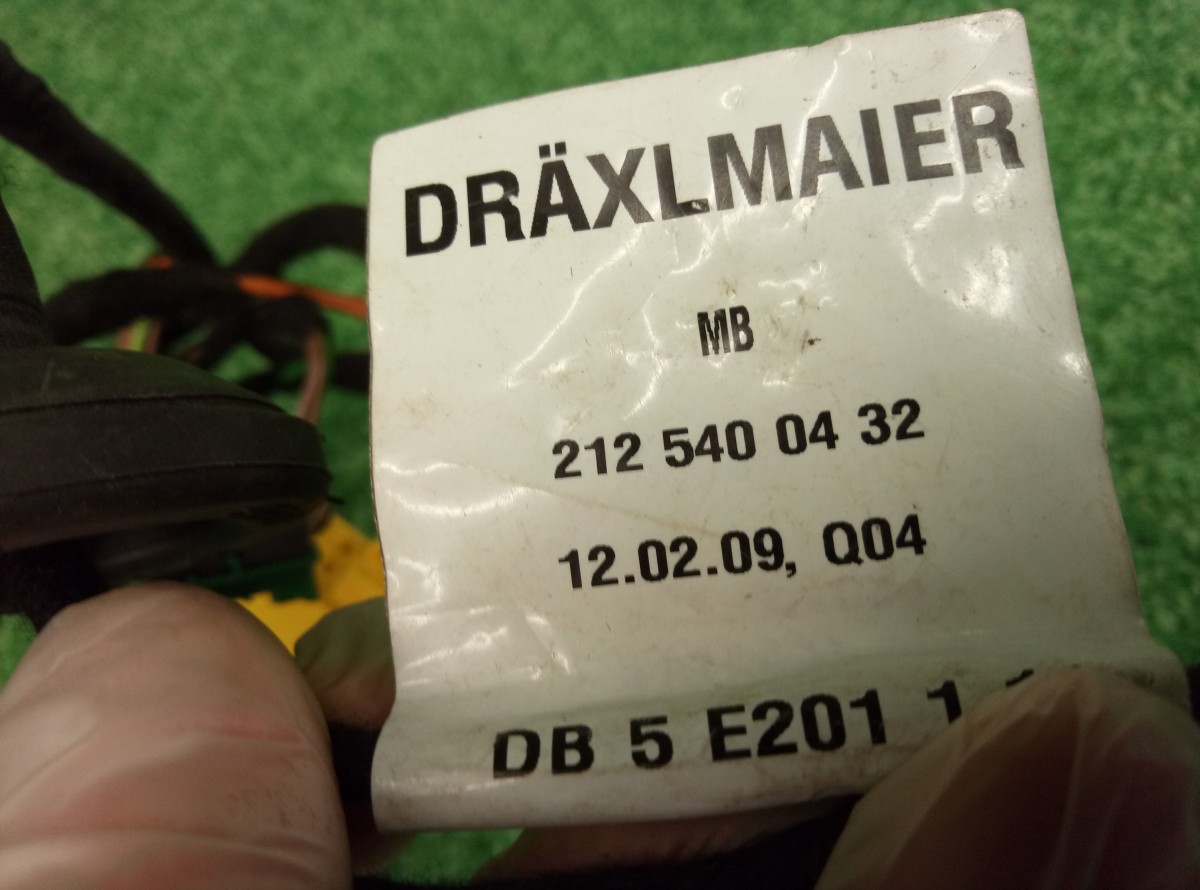 DRÄXLMAIER
MB
212 540 04 32
12.02.09, Q04
DB 5 E201 1